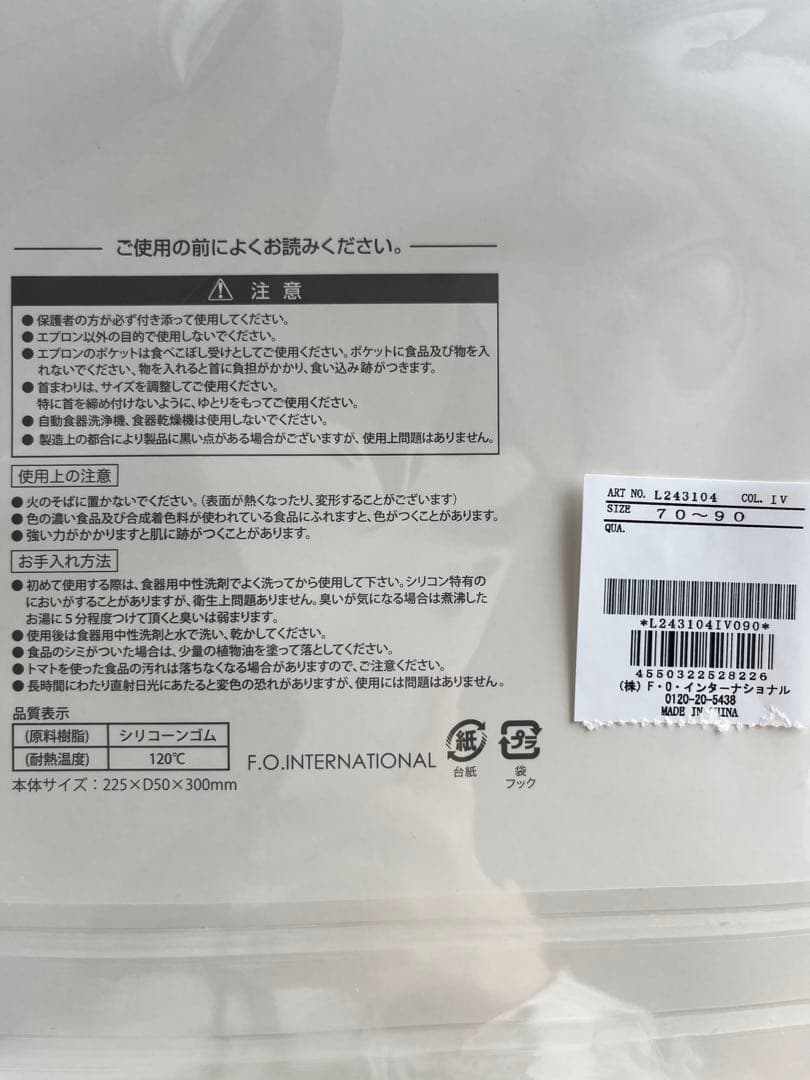 ご使用の前によくお読みください。
注意
●保護者の方が必ず付き添って使用してください。
●エプロン以外の目的で使用しないでください。
●エプロンのポケットは食べこぼし受けとしてご使用ください。ポケットに食品及び物を入
れないでください、物を入れると首に負担がかかり、食い込み跡がつきます。
●首まわりは、サイズを調整してご使用ください。
特に首を締め付けないように、ゆとりをもってご使用ください。
●自動食器洗浄機、食器乾燥機は使用しないでください。
●製造上の都合により製品に黒い点がある場合がございますが、使用上問題はありません。
使用上の注意
●火のそばに置かないでください。(表面が熱くなったり、変形することがございます)
●色の濃い食品及び合成着色料が使われている食品にふれますと、色がつくことがあります。
●強い力がかかりますと肌に跡がつくことがあります。
お手入れ方法
●初めて使用する際は、食器用中性洗剤でよく洗ってから使用して下さい。シリコン特有の
においがすることがありますが、衛生上問題ありません。臭いが気になる場合は煮沸した
お湯に5分程度つけて頂くと臭いは弱まります。
●使用後は食器用中性洗剤と水で洗い、乾かしてください。
●食品のシミがついた場合は、少量の植物油を塗って落としてください。
●トマトを使った食品の汚れは落ちなくなる場合がありますので、ご注意ください。
●長時間にわたり直射日光にあたると変色の恐れがありますが、使用には問題はありません。
品質表示
(原料樹脂) シリコーンゴム
(耐熱温度) 120℃
本体サイズ:225×D50×300mm
F.O.INTERNATIONAL
紙
台紙
プラ
袋
フック
ART NO. L243104 COL. IV
SIZE 70～90
QUA.
*L243104IV090*
4550322528226
(株)F・O・インターナショナル
0120-20-5438
MADE IN CHINA